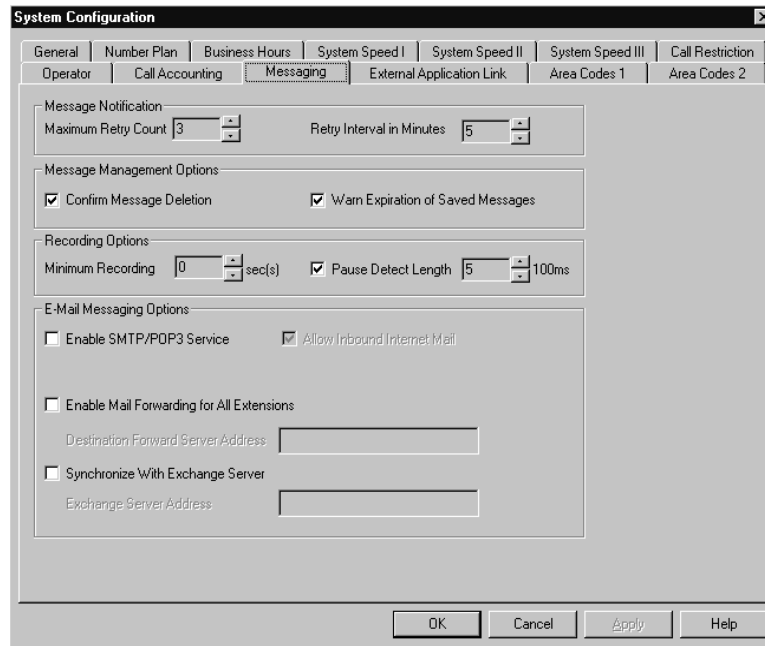 System Configuration
General Number Plan Business Hours System Speed I System Speed II System Speed III Call Restriction
Operator Call Accounting Messaging External Application Link Area Codes 1 Area Codes 2
Message Notification
Maximum Retry Count 3 Retry Interval in Minutes 5
Message Management Options
Confirm Message Deletion Warn Expiration of Saved Messages
Recording Options
Minimum Recording 0 sec(s) Pause Detect Length 5 100ms
E-Mail Messaging Options
Enable SMTP/POP3 Service Allow Inbound Internet Mail
Enable Mail Forwarding for All Extensions
Destination Forward Server Address
Synchronize With Exchange Server
Exchange Server Address
OK Cancel Apply Help